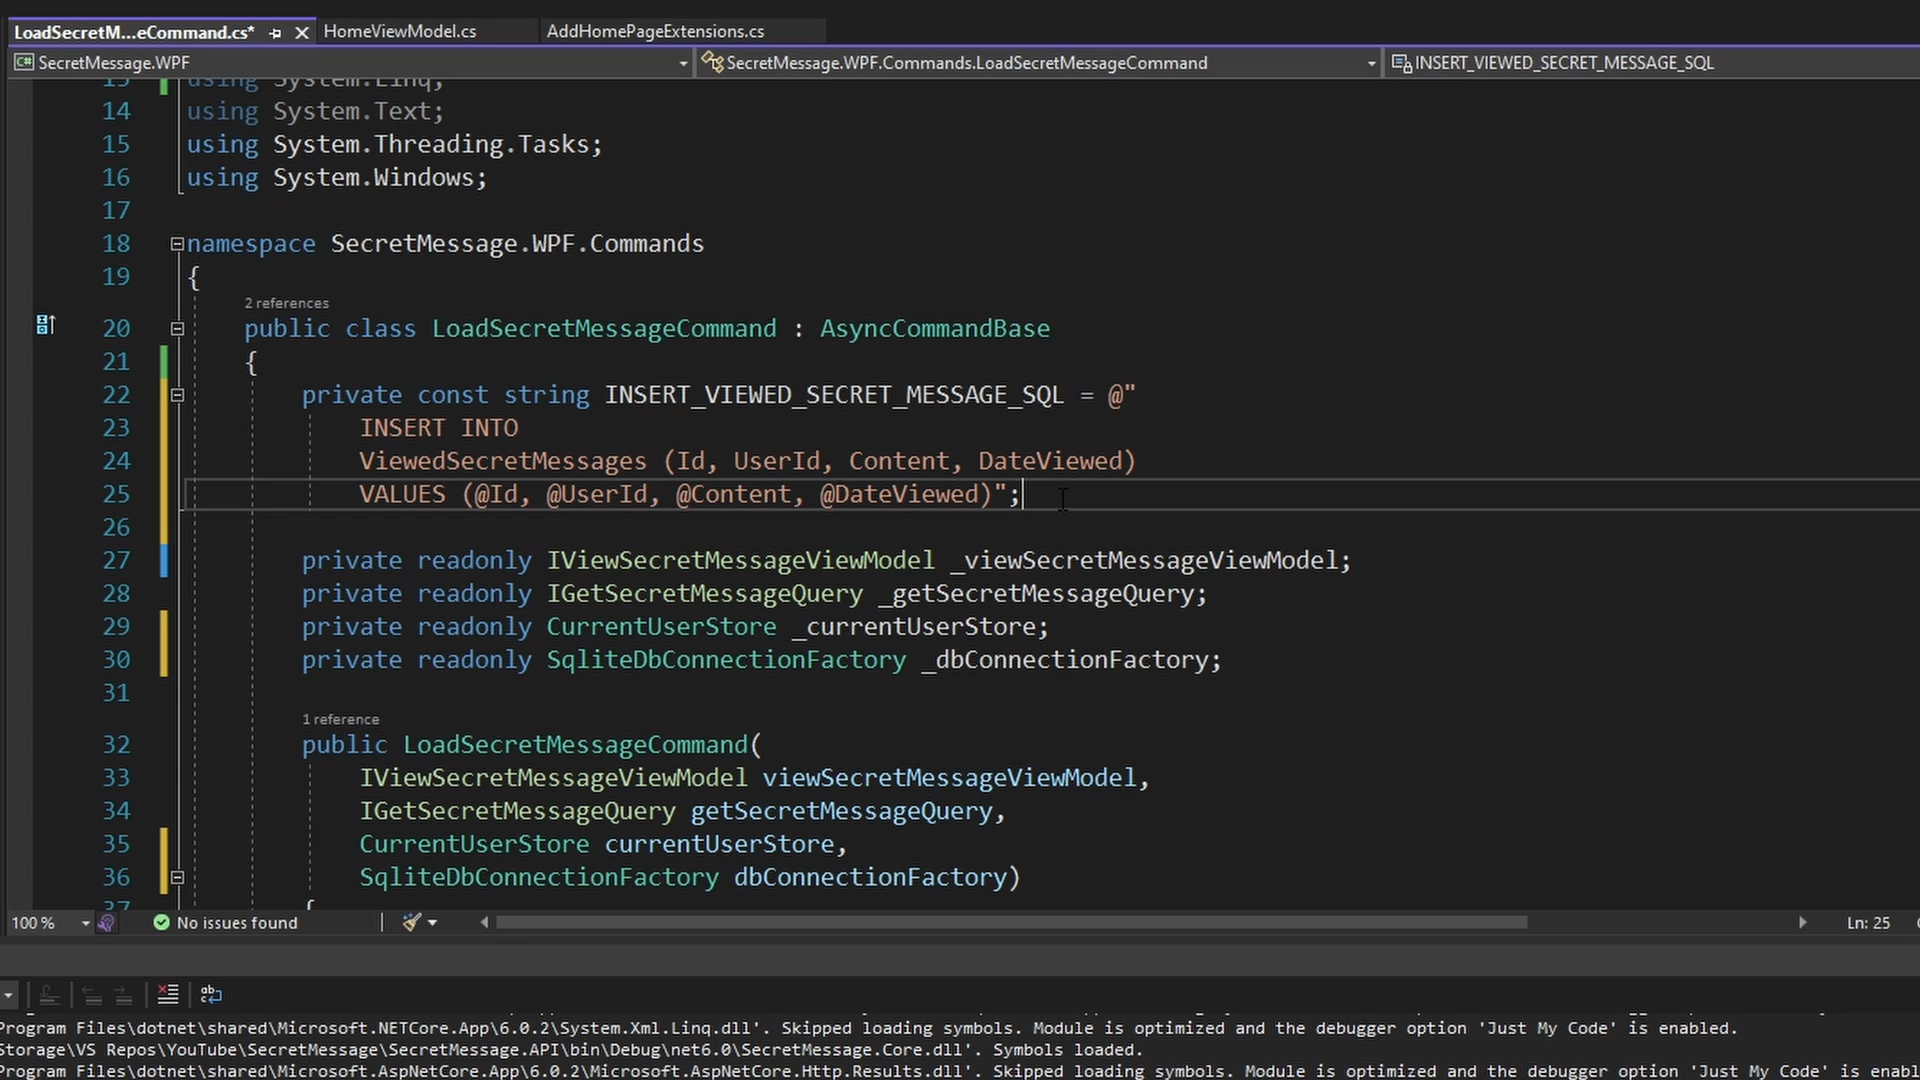 LoadSecretM...eCommand.cs*
HomeViewModel.cs
AddHomePageExtensions.cs
C# SecretMessage.WPF
SecretMessage.WPF.Commands.LoadSecretMessageCommand
INSERT_VIEWED_SECRET_MESSAGE_SQL
13 using System.Linq;
14 using System.Text;
15 using System.Threading.Tasks;
16 using System.Windows;
17
18 namespace SecretMessage.WPF.Commands
19 {
2 references
20 public class LoadSecretMessageCommand : AsyncCommandBase
21 {
22 private const string INSERT_VIEWED_SECRET_MESSAGE_SQL = @"
23 INSERT INTO
24 ViewedSecretMessages (Id, UserId, Content, DateViewed)
25 VALUES (@Id, @UserId, @Content, @DateViewed)";
26
27 private readonly IViewSecretMessageViewModel _viewSecretMessageViewModel;
28 private readonly IGetSecretMessageQuery _getSecretMessageQuery;
29 private readonly CurrentUserStore _currentUserStore;
30 private readonly SqliteDbConnectionFactory _dbConnectionFactory;
31
1 reference
32 public LoadSecretMessageCommand(
33 IViewSecretMessageViewModel viewSecretMessageViewModel,
34 IGetSecretMessageQuery getSecretMessageQuery,
35 CurrentUserStore currentUserStore,
36 SqliteDbConnectionFactory dbConnectionFactory)
37 {
100 %
No issues found
Ln: 25
Program Files\dotnet\shared\Microsoft.NETCore.App\6.0.2\System.Xml.Linq.dll'. Skipped loading symbols. Module is optimized and the debugger option 'Just My Code' is enabled.
Storage\VS Repos\YouTube\SecretMessage\SecretMessage.API\bin\Debug\net6.0\SecretMessage.Core.dll'. Symbols loaded.
Program Files\dotnet\shared\Microsoft.AspNetCore.App\6.0.2\Microsoft.AspNetCore.Http.Results.dll'. Skipped loading symbols. Module is optimized and the debugger option 'Just My Code' is enabl